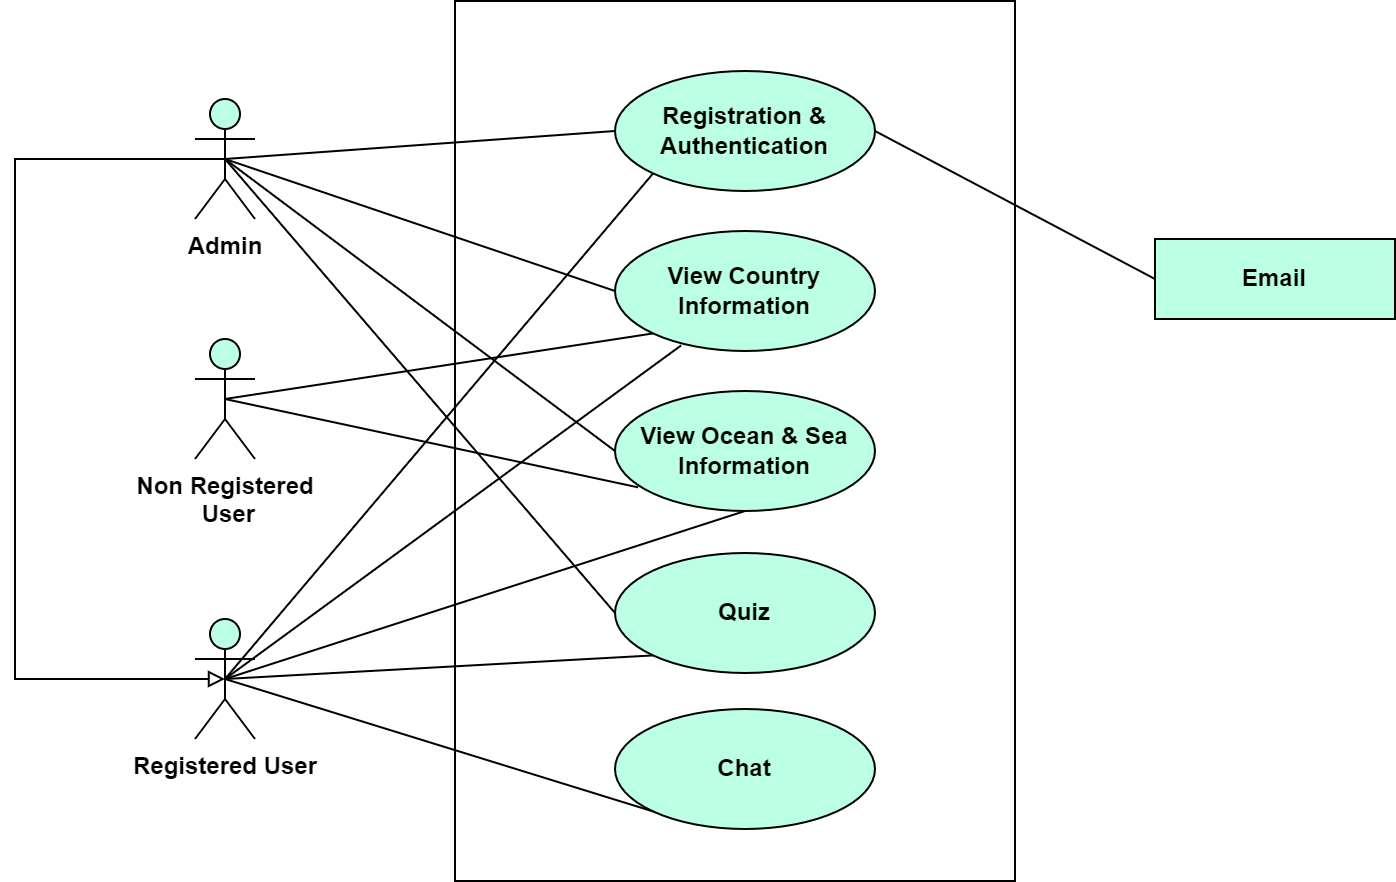 Registration &
Authentication
Admin
View Country
Information
Email
Non Registered
User
View Ocean & Sea
Information
Quiz
Registered User
Chat